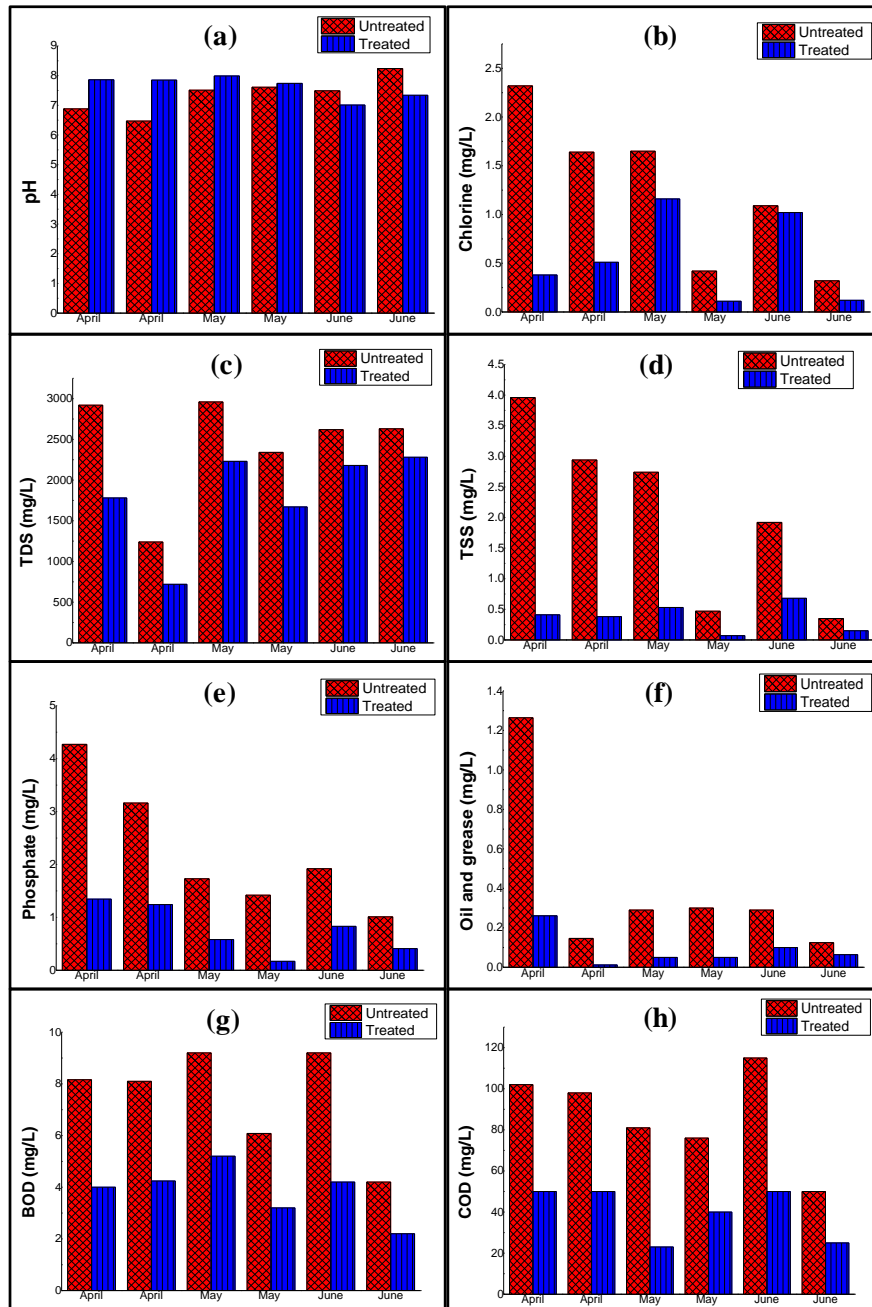 (a)
Untreated
Treated
9
8
7
6
5
4
3
2
1
0
pH
April
April
May
May
June
June
(b)
Untreated
Treated
2.5
2.0
1.5
1.0
0.5
0.0
Chlorine (mg/L)
April
April
May
May
June
June
(c)
Untreated
Treated
3000
2500
2000
1500
1000
500
0
TDS (mg/L)
April
April
May
May
June
June
(d)
Untreated
Treated
4.5
4.0
3.5
3.0
2.5
2.0
1.5
1.0
0.5
0.0
TSS (mg/L)
April
April
May
May
June
June
(e)
Untreated
Treated
5
4
3
2
1
0
Phosphate (mg/L)
April
April
May
May
June
June
(f)
Untreated
Treated
1.4
1.2
1.0
0.8
0.6
0.4
0.2
0.0
Oil and grease (mg/L)
April
April
May
May
June
June
(g)
Untreated
Treated
10
8
6
4
2
0
BOD (mg/L)
April
April
May
May
June
June
(h)
Untreated
Treated
120
100
80
60
40
20
0
COD (mg/L)
April
April
May
May
June
June